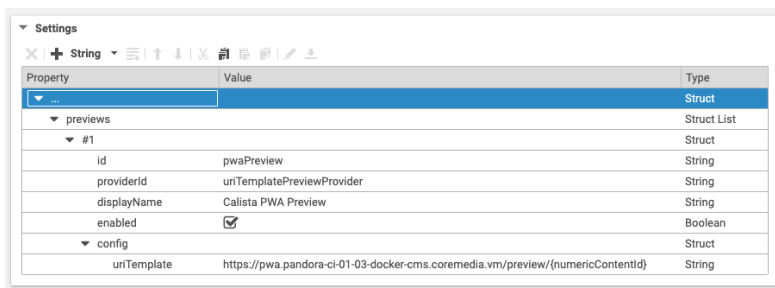 Settings
String
Property Value Type
... Struct
previews Struct List
#1 Struct
id pwaPreview String
providerId uriTemplatePreviewProvider String
displayName Calista PWA Preview String
enabled Boolean
config Struct
uriTemplate https://pwa.pandora-ci-01-03-docker-cms.coremedia.vm/preview/{numericContentId} String